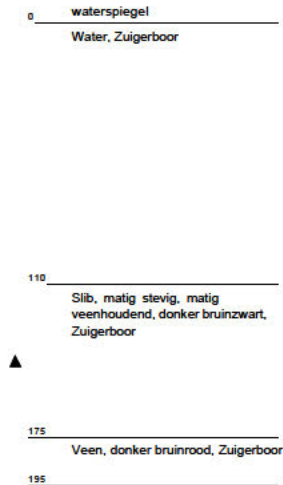 0 waterspiegel
Water, Zuigerboor
110
Slib, matig stevig, matig
veenhoudend, donker bruinzwart,
Zuigerboor
175
Veen, donker bruinrood, Zuigerboor
195